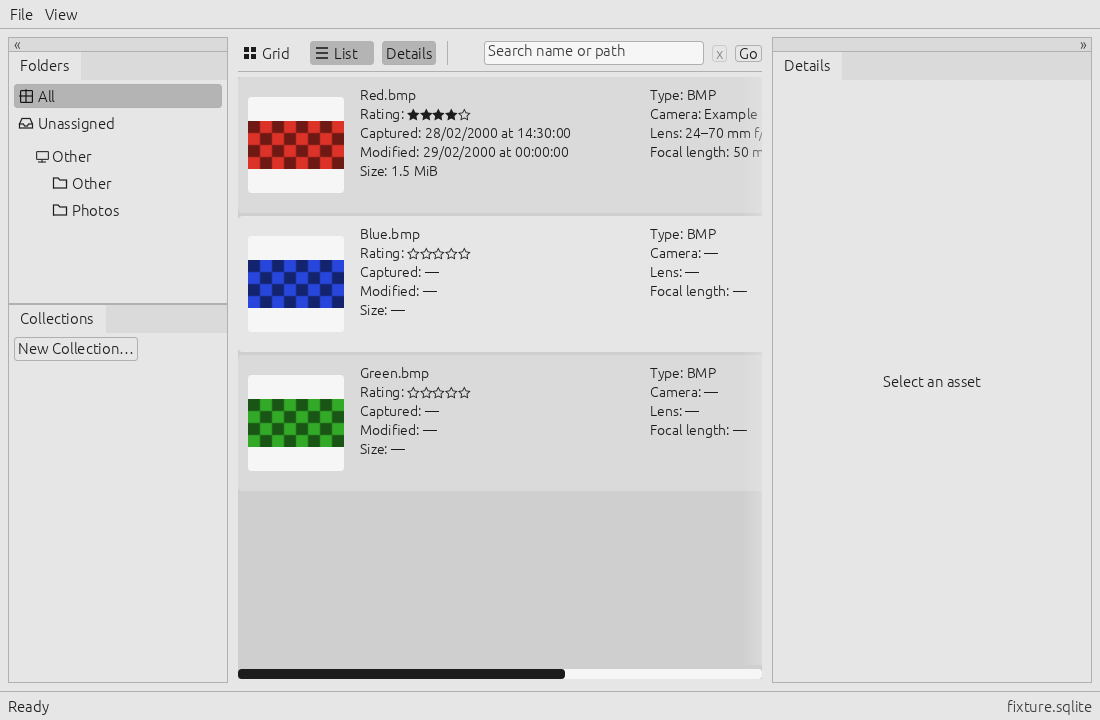 File View
«
Folders
All
Unassigned
Other
Other
Photos
Collections
New Collection…
Grid List Details Search name or path x Go
Red.bmp
Rating: ★★★★☆
Captured: 28/02/2000 at 14:30:00
Modified: 29/02/2000 at 00:00:00
Size: 1.5 MiB
Type: BMP
Camera: Example
Lens: 24–70 mm f/
Focal length: 50 m
Blue.bmp
Rating: ☆☆☆☆☆
Captured: —
Modified: —
Size: —
Type: BMP
Camera: —
Lens: —
Focal length: —
Green.bmp
Rating: ☆☆☆☆☆
Captured: —
Modified: —
Size: —
Type: BMP
Camera: —
Lens: —
Focal length: —
»
Details
Select an asset
Ready
fixture.sqlite